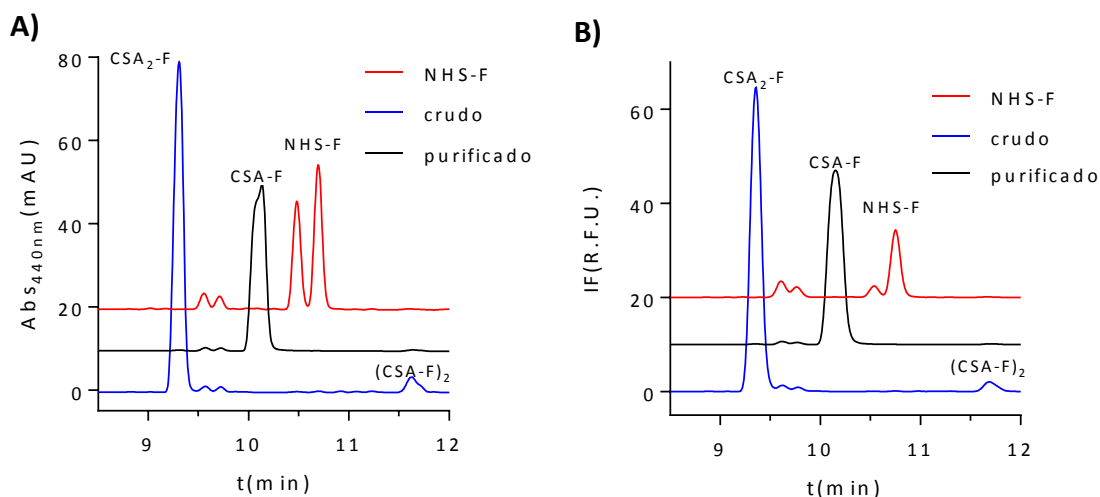 A)
80
60
40
20
0
Abs440nm(mAU)
CSA2-F
NHS-F
crudo
purificado
NHS-F
CSA-F
(CSA-F)2
9 10 11 12
t(min)
B)
60
40
20
0
IF(R.F.U.)
CSA2-F
NHS-F
crudo
purificado
CSA-F
NHS-F
(CSA-F)2
9 10 11 12
t(min)